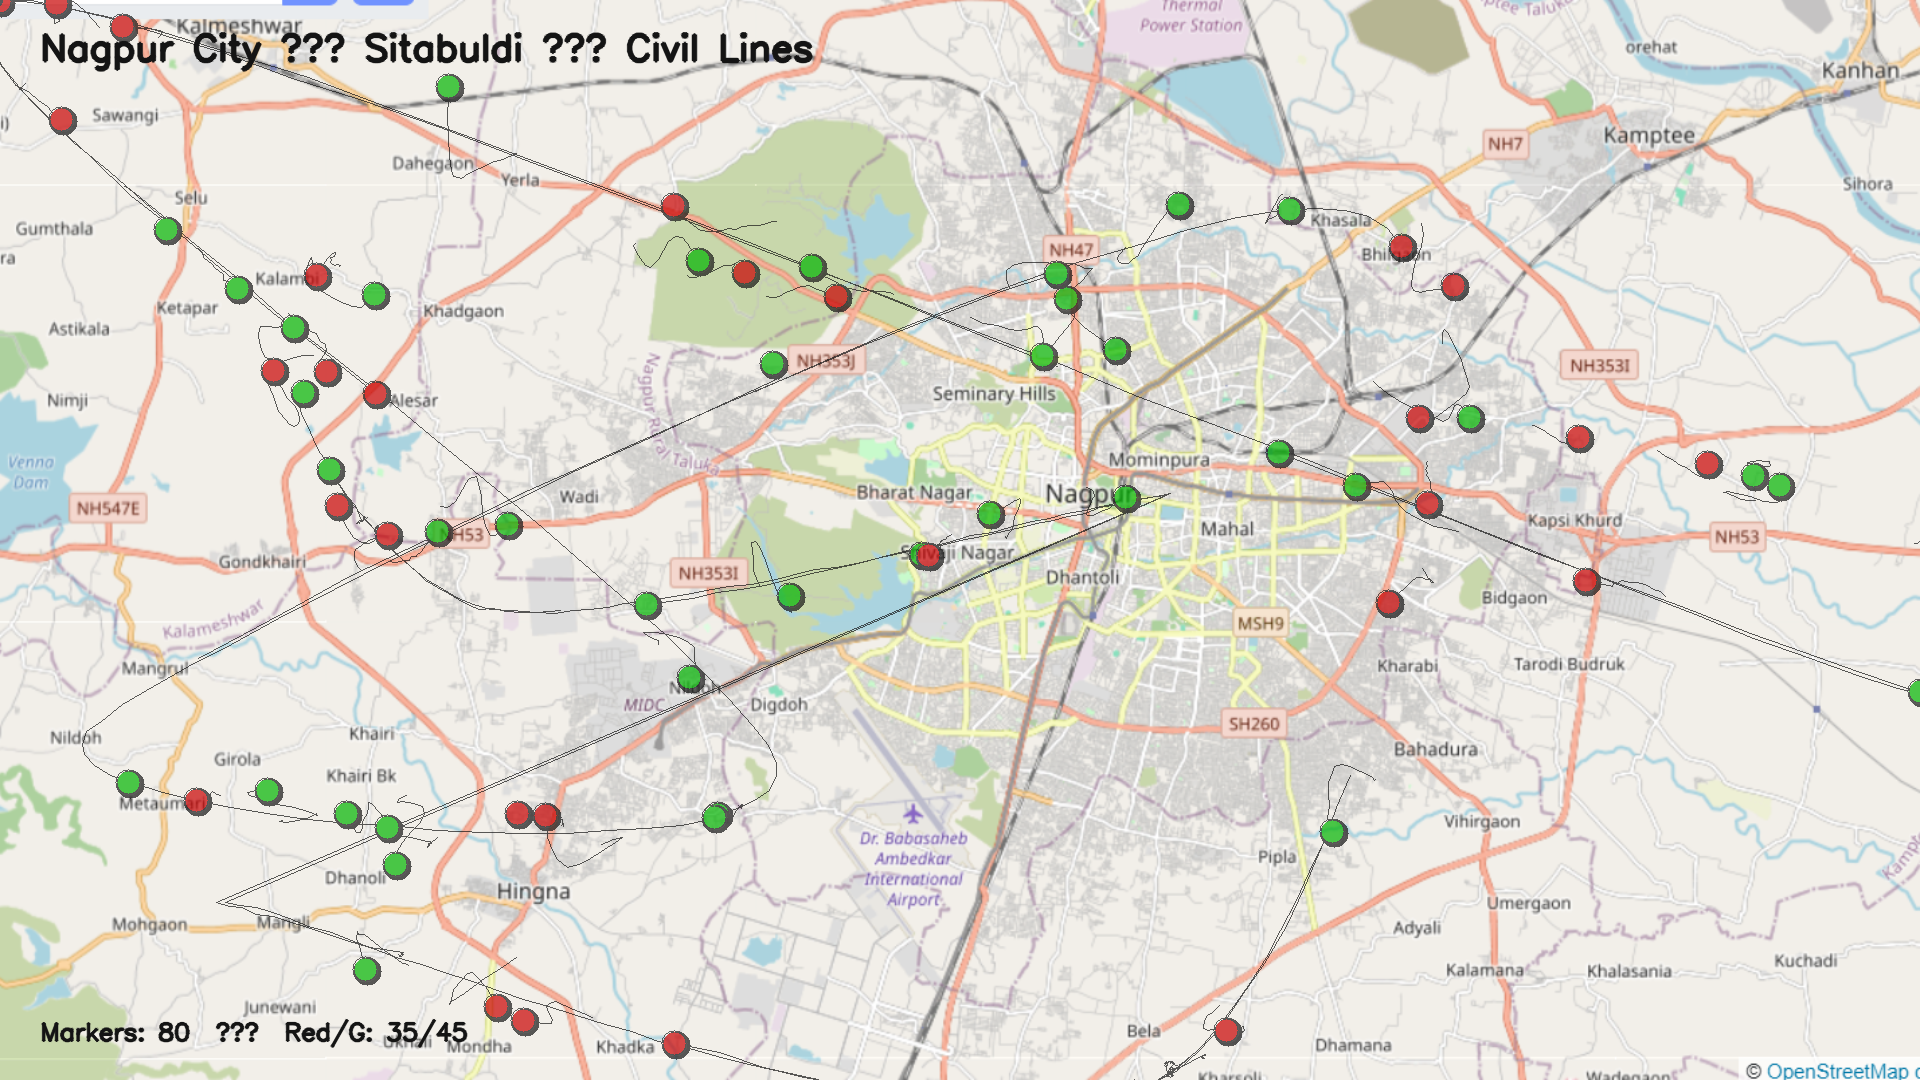 Thermal
Power Station
Kalmeshwar
Nagpur City ??? Sitabuldi ??? Civil Lines
orehat
Kanhan
Sawangi
NH7
Kamptee
Dahegaon
Yerla
Sihora
Selu
Gumthala
Khasala
NH47
Bhilgaon
Kalambi
Ketapar
Khadgaon
Astikala
NH353J
NH353I
Nagpur Rural Taluka
Seminary Hills
Nimji
Alesar
Mominpura
Venna
Dam
Wadi
Bharat Nagar
Nagpur
NH547E
Mahal
Kapsi Khurd
NH53
NH53
Shivaji Nagar
Gondkhairi
NH353I
Dhantoli
Bidgaon
Kalameshwar
MSH9
Mangrul
Kharabi
Tarodi Budruk
Nildoh
MIDC
Digdoh
SH260
Nildoh
Khairi
Bahadura
Girola
Khairi Bk
Metaumari
Vihirgaon
Dr. Babasaheb
Ambedkar
International
Airport
Pipla
Dhanoli
Hingna
Umergaon
Mohgaon
Mangli
Adyali
Kalamana
Khalasania
Kuchadi
Junewani
Markers: 80 ??? Red/G: 35/45
Mondha
Khadka
Bela
Dhamana
Kharsoli
Wadegaon
© OpenStreetMap c